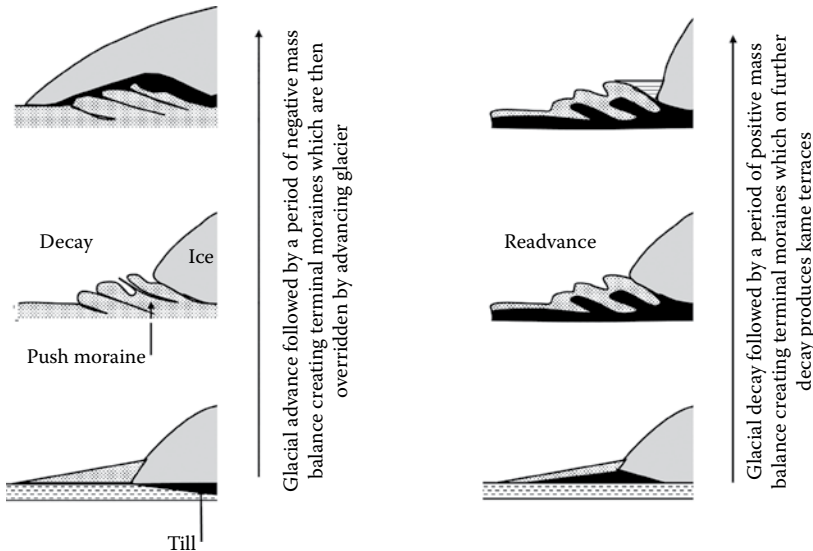 Decay
Ice
Push moraine
Till
Glacial advance followed by a period of negative mass
balance creating terminal moraines which are then
overridden by advancing glacier
Readvance
Glacial decay followed by a period of positive mass
balance creating terminal moraines which on further
decay produces kame terraces